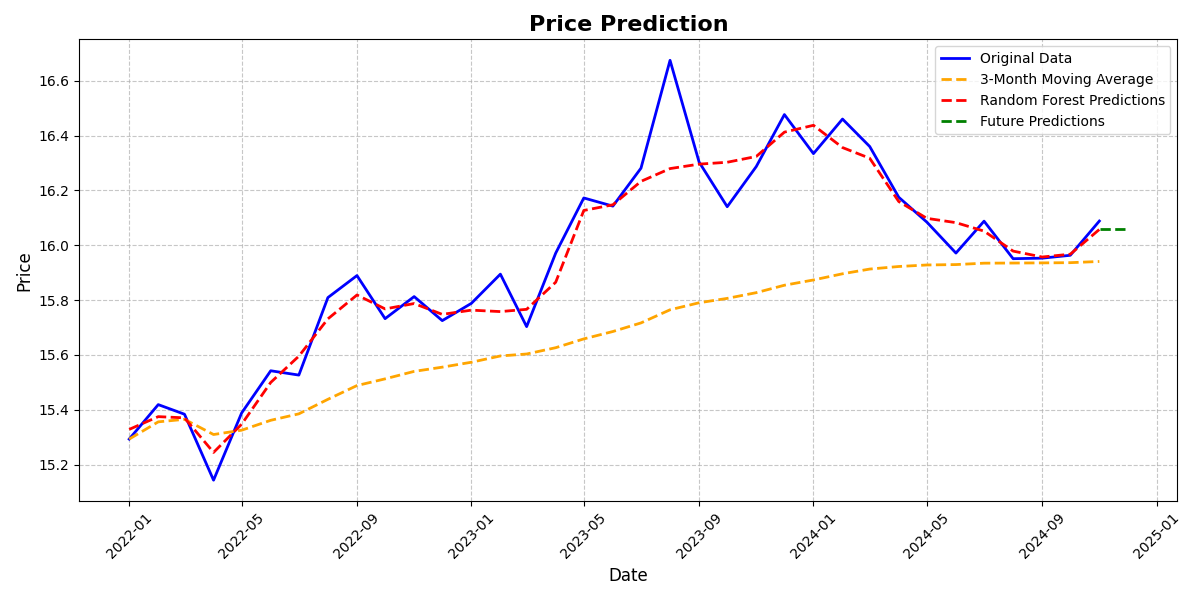 Price Prediction
Original Data
3-Month Moving Average
Random Forest Predictions
Future Predictions
Price
16.6
16.4
16.2
16.0
15.8
15.6
15.4
15.2
2022-01
2022-05
2022-09
2023-01
2023-05
2023-09
2024-01
2024-05
2024-09
2025-01
Date